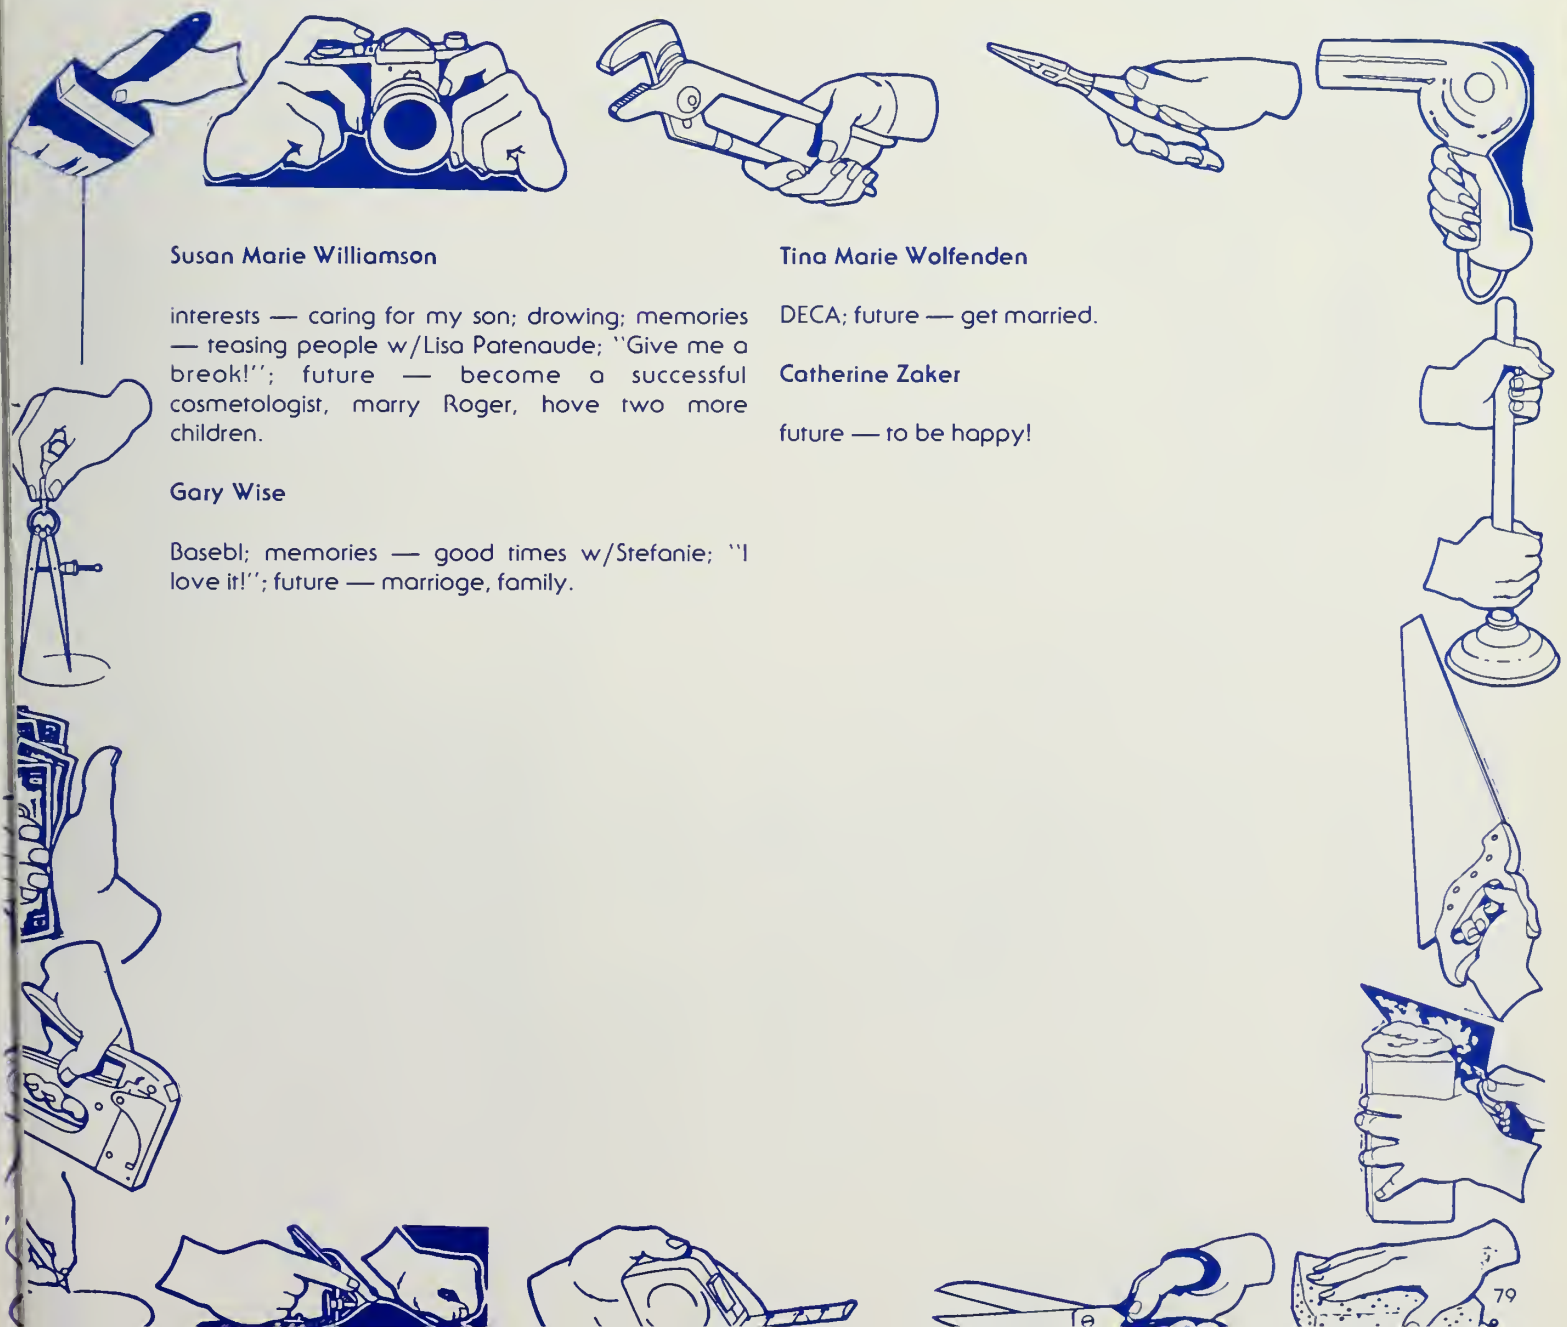 Susan Marie Williamson
interests — caring for my son; drawing; memories
— teasing people w/Lisa Patenaude; "Give me a
break!"; future — become a successful
cosmetologist, marry Roger, have two more
children.
Gary Wise
Basebl; memories — good times w/Stefanie; "I
love it!"; future — marriage, family.
Tina Marie Wolfenden
DECA; future — get married.
Catherine Zaker
future — to be happy!
79